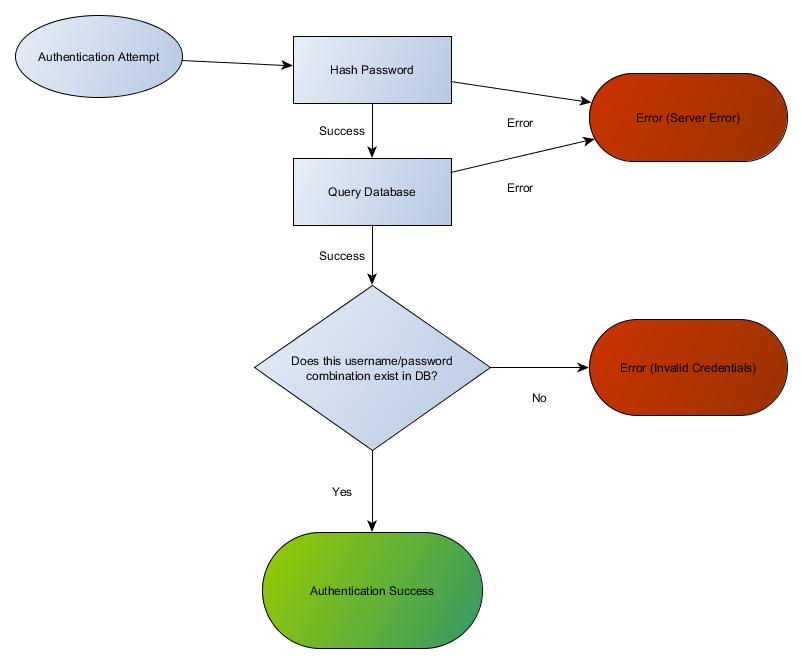 Authentication Attempt
Hash Password
Error (Server Error)
Error
Success
Query Database
Error
Success
Does this username/password
combination exist in DB?
Error (Invalid Credentials)
No
Yes
Authentication Success